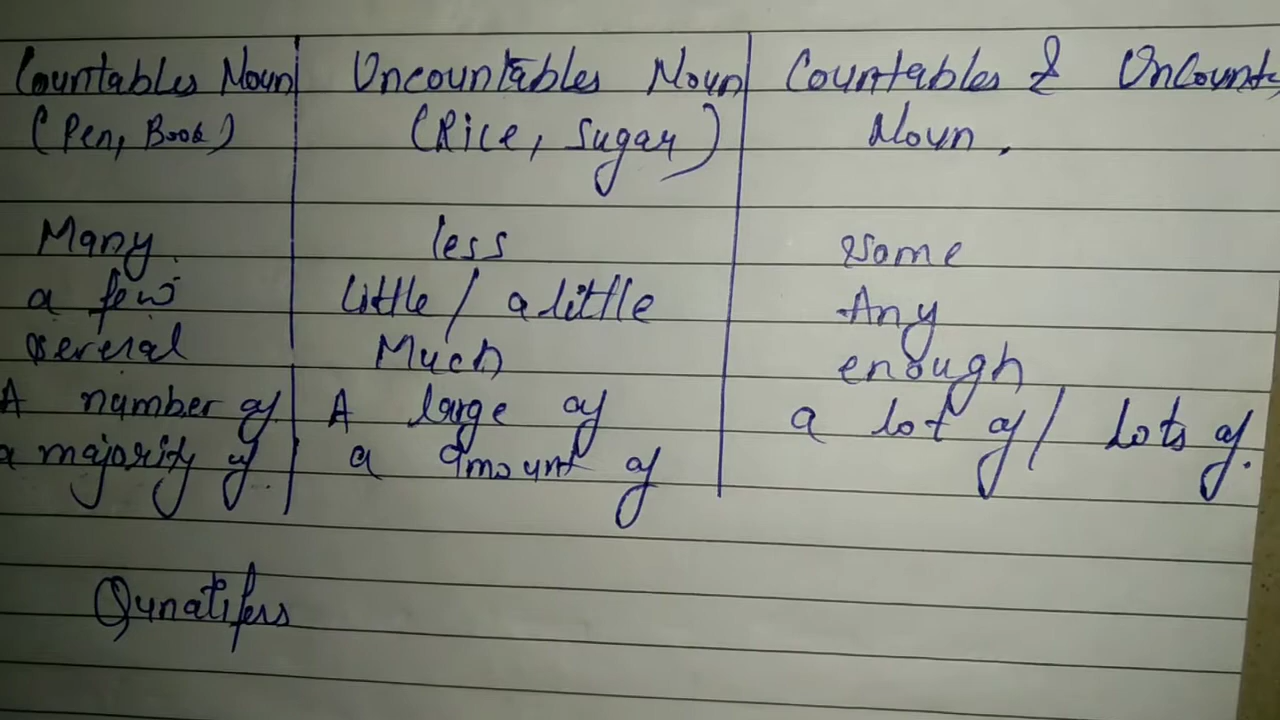 Countables Noun Uncountables Noun Countables & Uncount
(Pen, Book) (Rice, Sugar) Noun.
Many less Some
a few little / a little Any
Several Much enough
A number of A large of a lot of / lots of.
a majority of. a amount of
Qunatifers